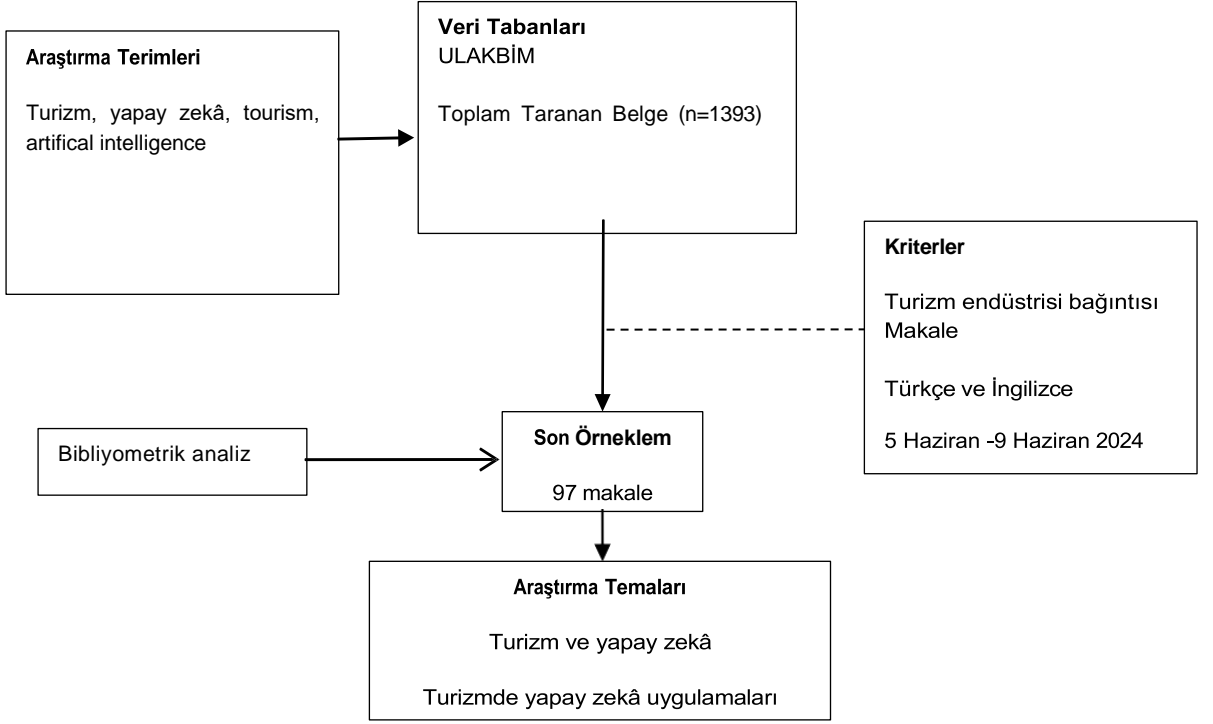 Araştırma Terimleri
Turizm, yapay zekâ, tourism,
artifical intelligence
Veri Tabanları
ULAKBİM
Toplam Taranan Belge (n=1393)
Kriterler
Turizm endüstrisi bağıntısı
Makale
Türkçe ve İngilizce
5 Haziran -9 Haziran 2024
Bibliyometrik analiz
Son Örneklem
97 makale
Araştırma Temaları
Turizm ve yapay zekâ
Turizmde yapay zekâ uygulamaları